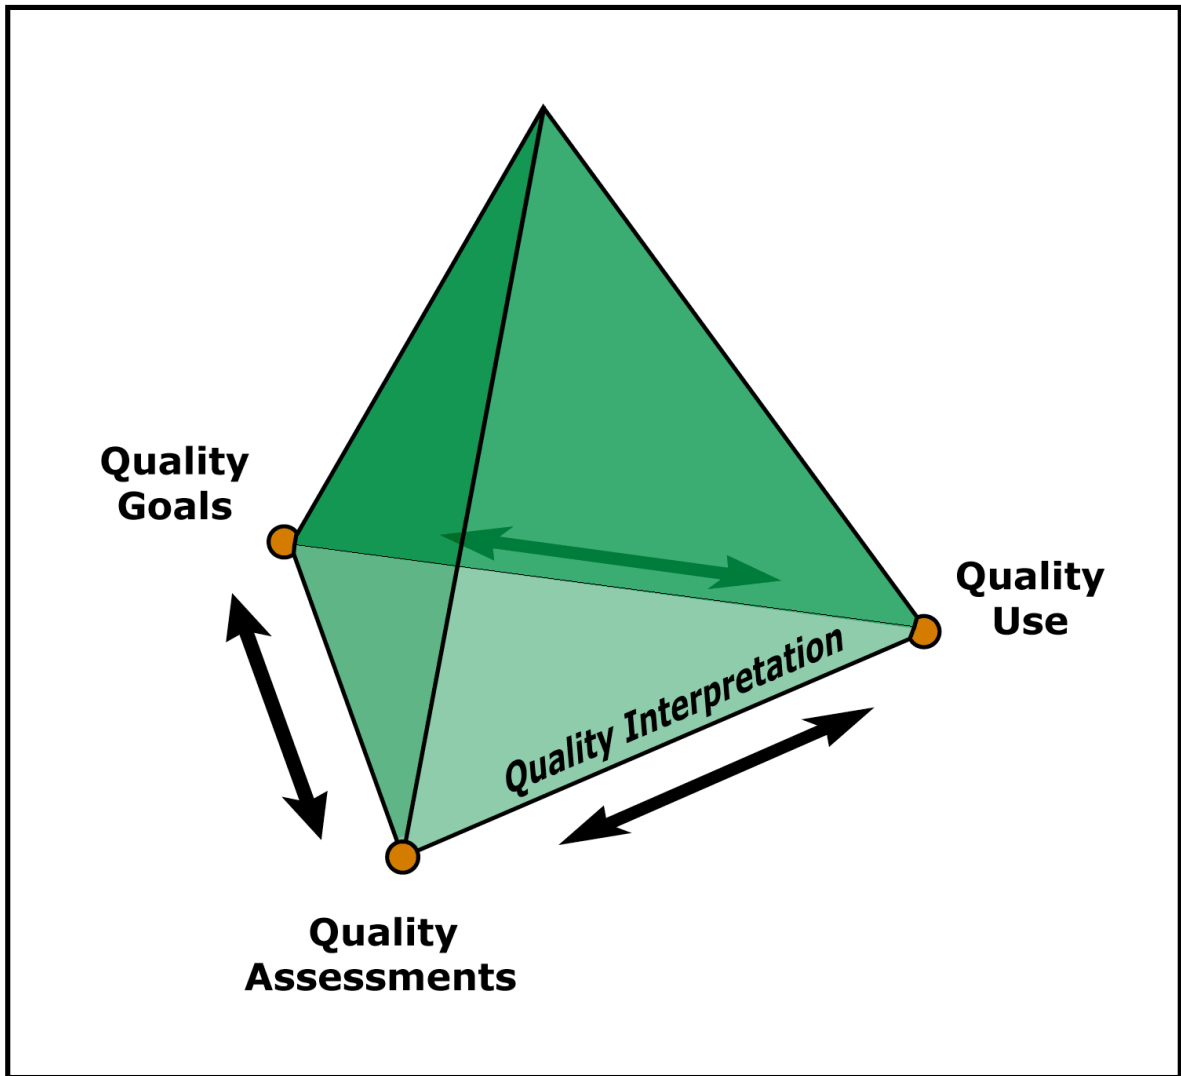 Quality
Goals
Quality
Use
Quality Interpretation
Quality
Assessments